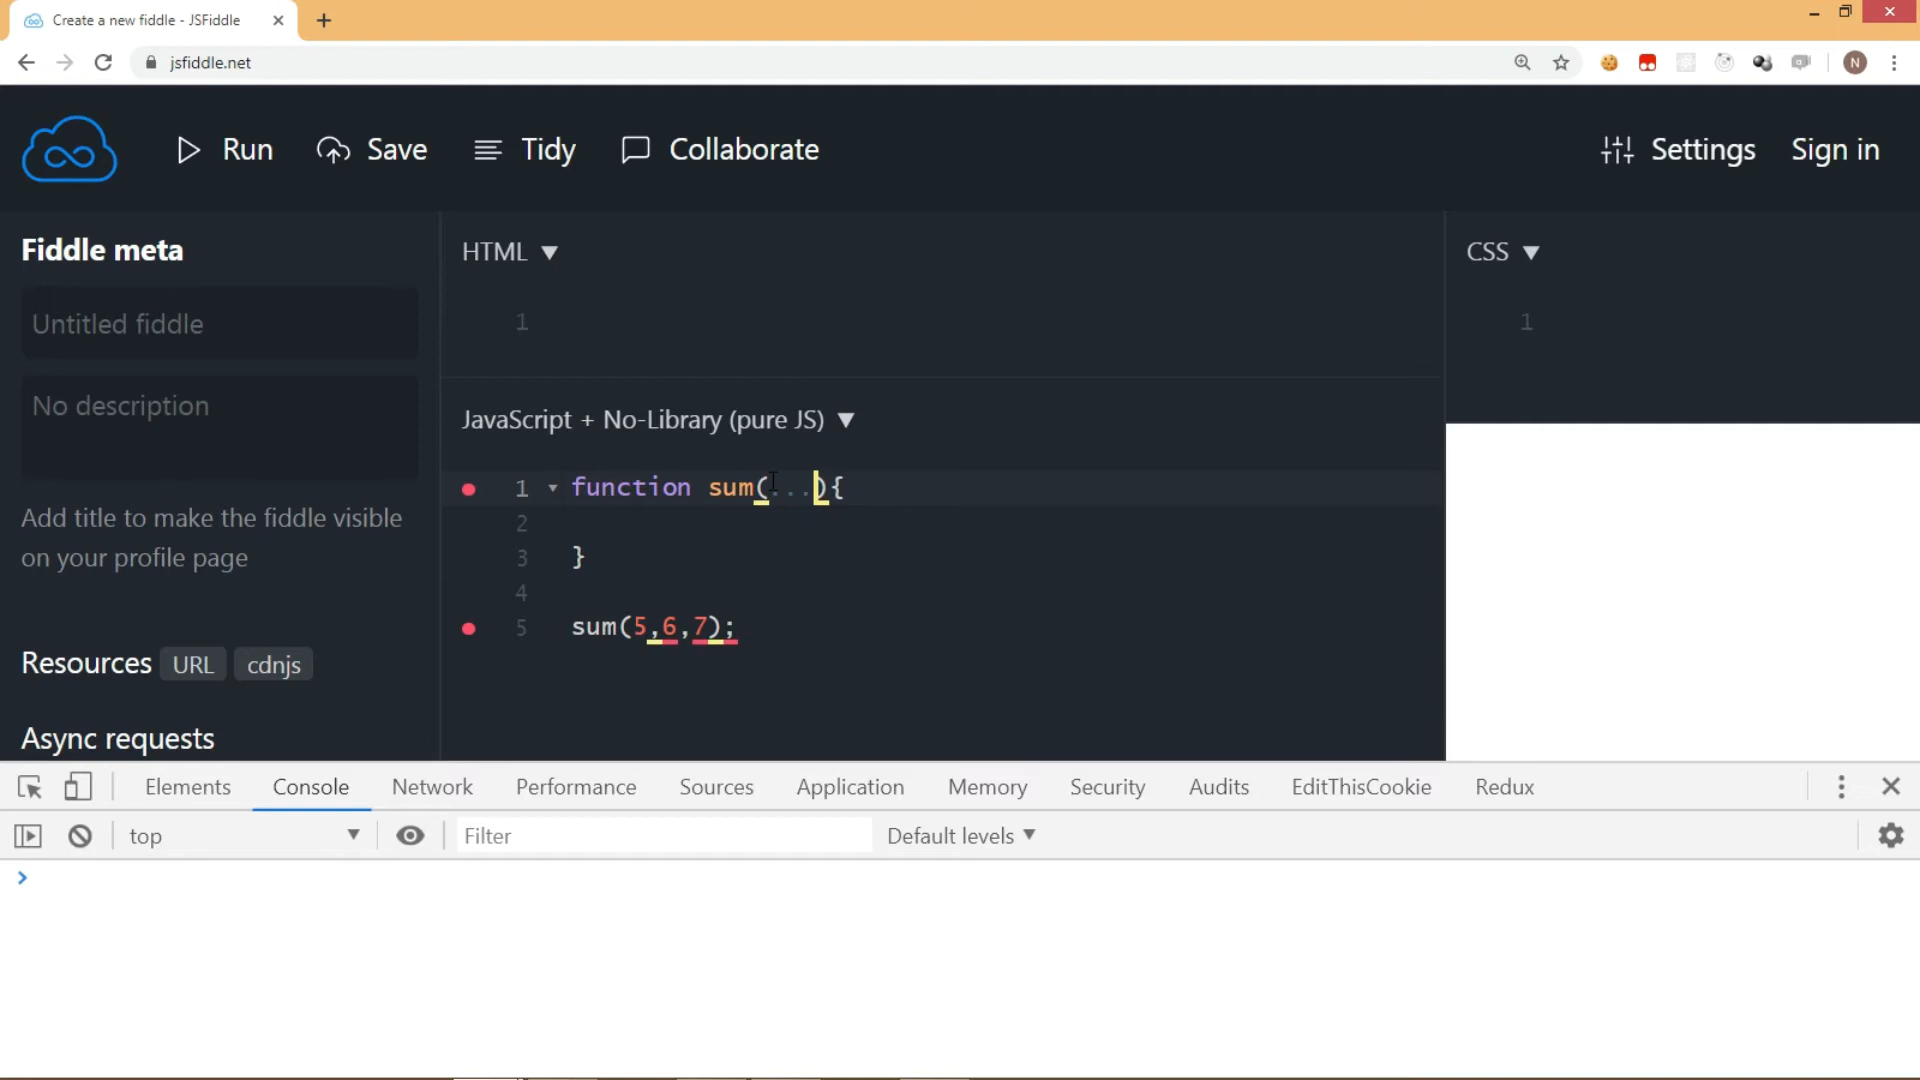 Create a new fiddle - JSFiddle
jsfiddle.net
N
Run
Save
Tidy
Collaborate
Settings
Sign in
Fiddle meta
Untitled fiddle
No description
Add title to make the fiddle visible
on your profile page
Resources URL cdnjs
Async requests
HTML
1
CSS
1
JavaScript + No-Library (pure JS)
1 function sum(...){
2
3 }
4
5 sum(5,6,7);
Elements Console Network Performance Sources Application Memory Security Audits EditThisCookie Redux
top Filter Default levels